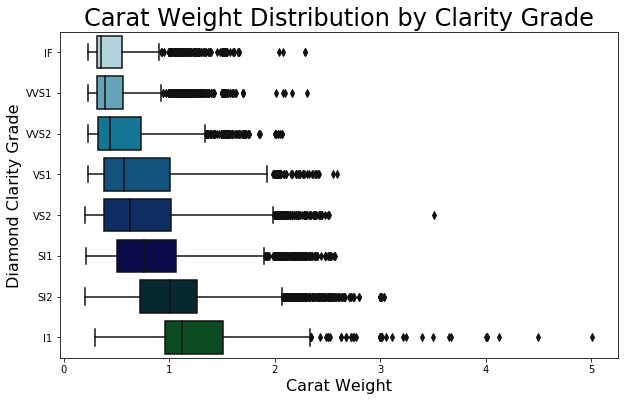 Carat Weight Distribution by Clarity Grade
Diamond Clarity Grade
IF
VVS1
VVS2
VS1
VS2
SI1
SI2
I1
0 1 2 3 4 5
Carat Weight